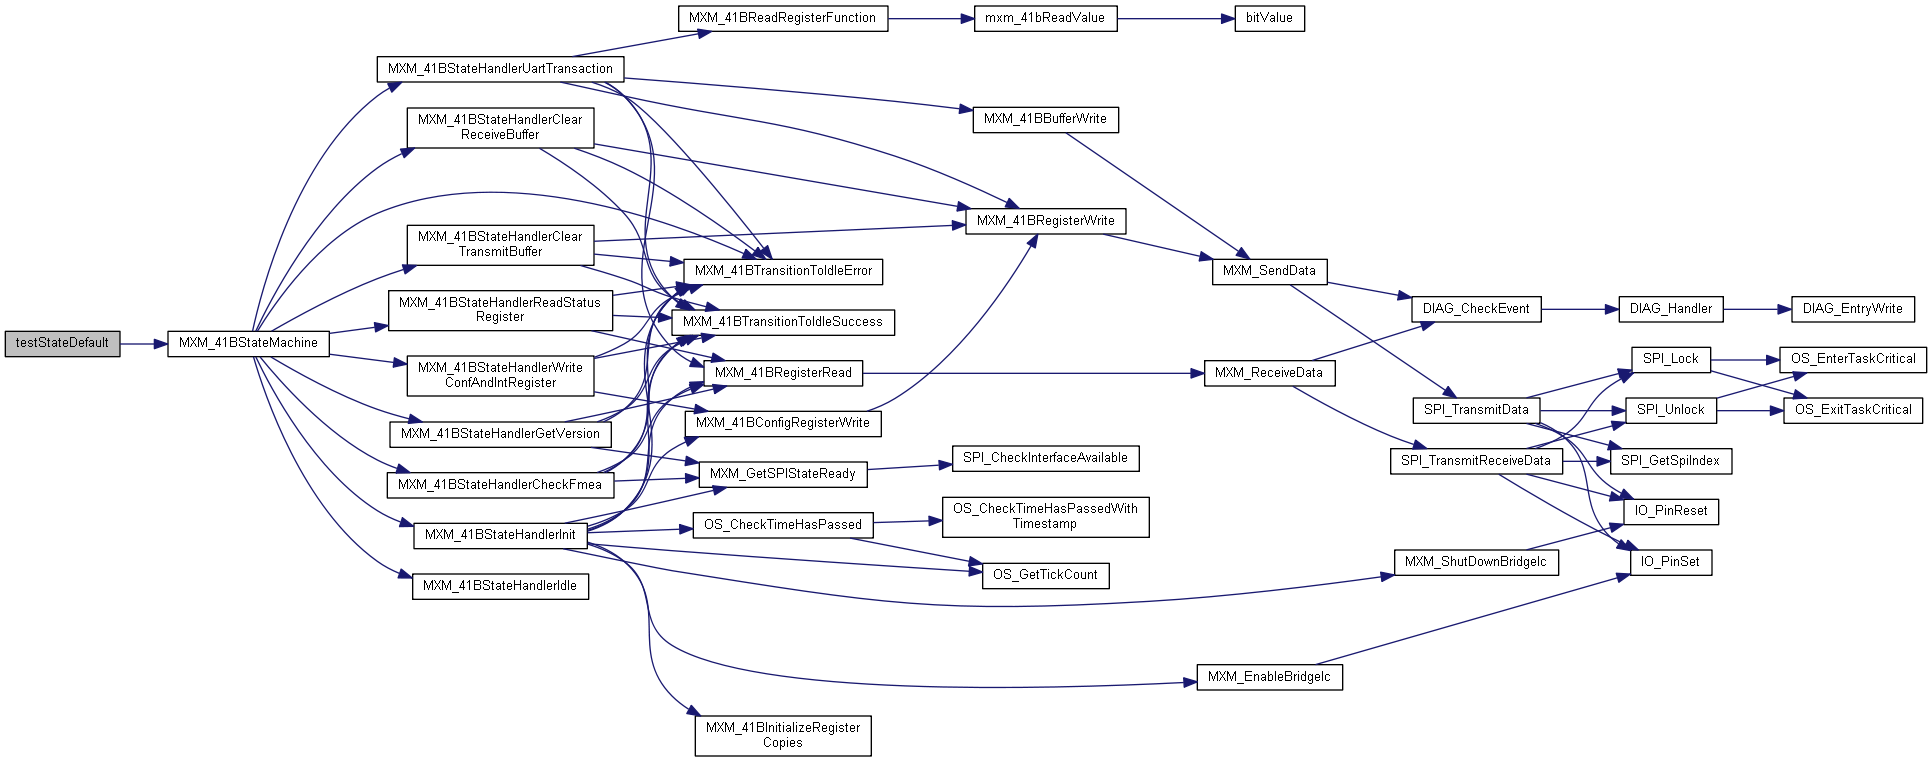 testStateDefault
MXM_41BStateMachine
MXM_41BStateHandlerUartTransaction
MXM_41BStateHandlerClear
ReceiveBuffer
MXM_41BStateHandlerClear
TransmitBuffer
MXM_41BStateHandlerReadStatus
Register
MXM_41BStateHandlerWrite
ConfAndIntRegister
MXM_41BStateHandlerGetVersion
MXM_41BStateHandlerCheckFmea
MXM_41BStateHandlerInit
MXM_41BStateHandlerIdle
MXM_41BReadRegisterFunction
MXM_41BTransitionToIdleError
MXM_41BTransitionToIdleSuccess
MXM_41BRegisterRead
MXM_41BConfigRegisterWrite
MXM_GetSPIStateReady
OS_CheckTimeHasPassed
MXM_41BInitializeRegister
Copies
mxm_41bReadValue
MXM_41BBufferWrite
MXM_41BRegisterWrite
SPI_CheckInterfaceAvailable
OS_CheckTimeHasPassedWith
Timestamp
OS_GetTickCount
bitValue
MXM_SendData
MXM_ReceiveData
MXM_EnableBridgeIc
DIAG_CheckEvent
SPI_TransmitData
SPI_TransmitReceiveData
MXM_ShutDownBridgeIc
DIAG_Handler
SPI_Lock
SPI_Unlock
SPI_GetSpiIndex
IO_PinReset
IO_PinSet
DIAG_EntryWrite
OS_EnterTaskCritical
OS_ExitTaskCritical